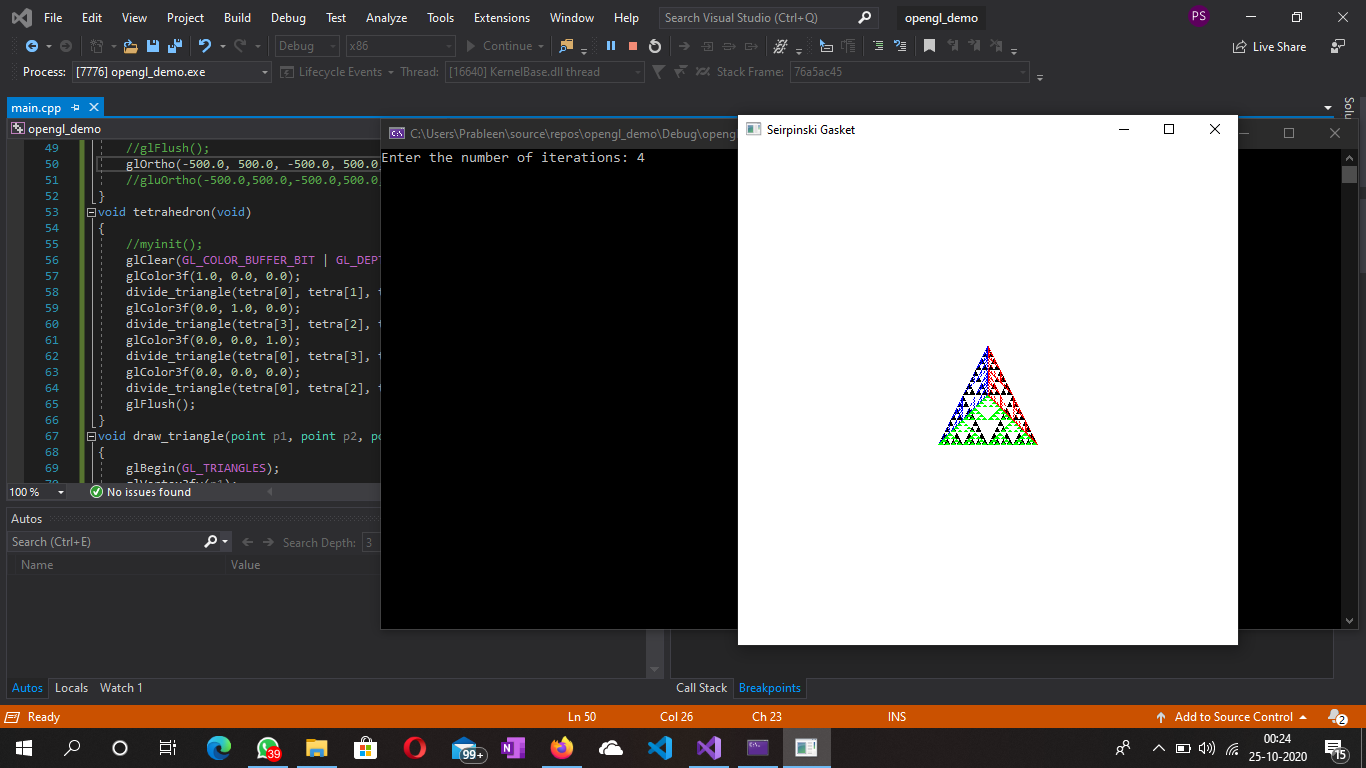 File Edit View Project Build Debug Test Analyze Tools Extensions Window Help Search Visual Studio (Ctrl+Q) opengl_demo PS
Debug x86 Continue Live Share
Process: [7776] opengl_demo.exe Lifecycle Events Thread: [16640] KernelBase.dll thread Stack Frame: 76a5ac45
main.cpp
opengl_demo
49 //glFlush();
50 glOrtho(-500.0, 500.0, -500.0, 500.0,
51 //gluOrtho(-500.0,500.0,-500.0,500.0
52 }
53 void tetrahedron(void)
54 {
55 //myinit();
56 glClear(GL_COLOR_BUFFER_BIT | GL_DEPT
57 glColor3f(1.0, 0.0, 0.0);
58 divide_triangle(tetra[0], tetra[1], t
59 glColor3f(0.0, 1.0, 0.0);
60 divide_triangle(tetra[3], tetra[2], t
61 glColor3f(0.0, 0.0, 1.0);
62 divide_triangle(tetra[0], tetra[3], t
63 glColor3f(0.0, 0.0, 0.0);
64 divide_triangle(tetra[0], tetra[2], t
65 glFlush();
66 }
67 void draw_triangle(point p1, point p2, po
68 {
69 glBegin(GL_TRIANGLES);
100 % No issues found
C:\Users\Prableen\source\repos\opengl_demo\Debug\opengl
Enter the number of iterations: 4
Seirpinski Gasket
Autos
Search (Ctrl+E) Search Depth: 3
Name Value
Autos Locals Watch 1
Call Stack Breakpoints
Ready Ln 50 Col 26 Ch 23 INS Add to Source Control 2
39 99+ 00:24
25-10-2020 15